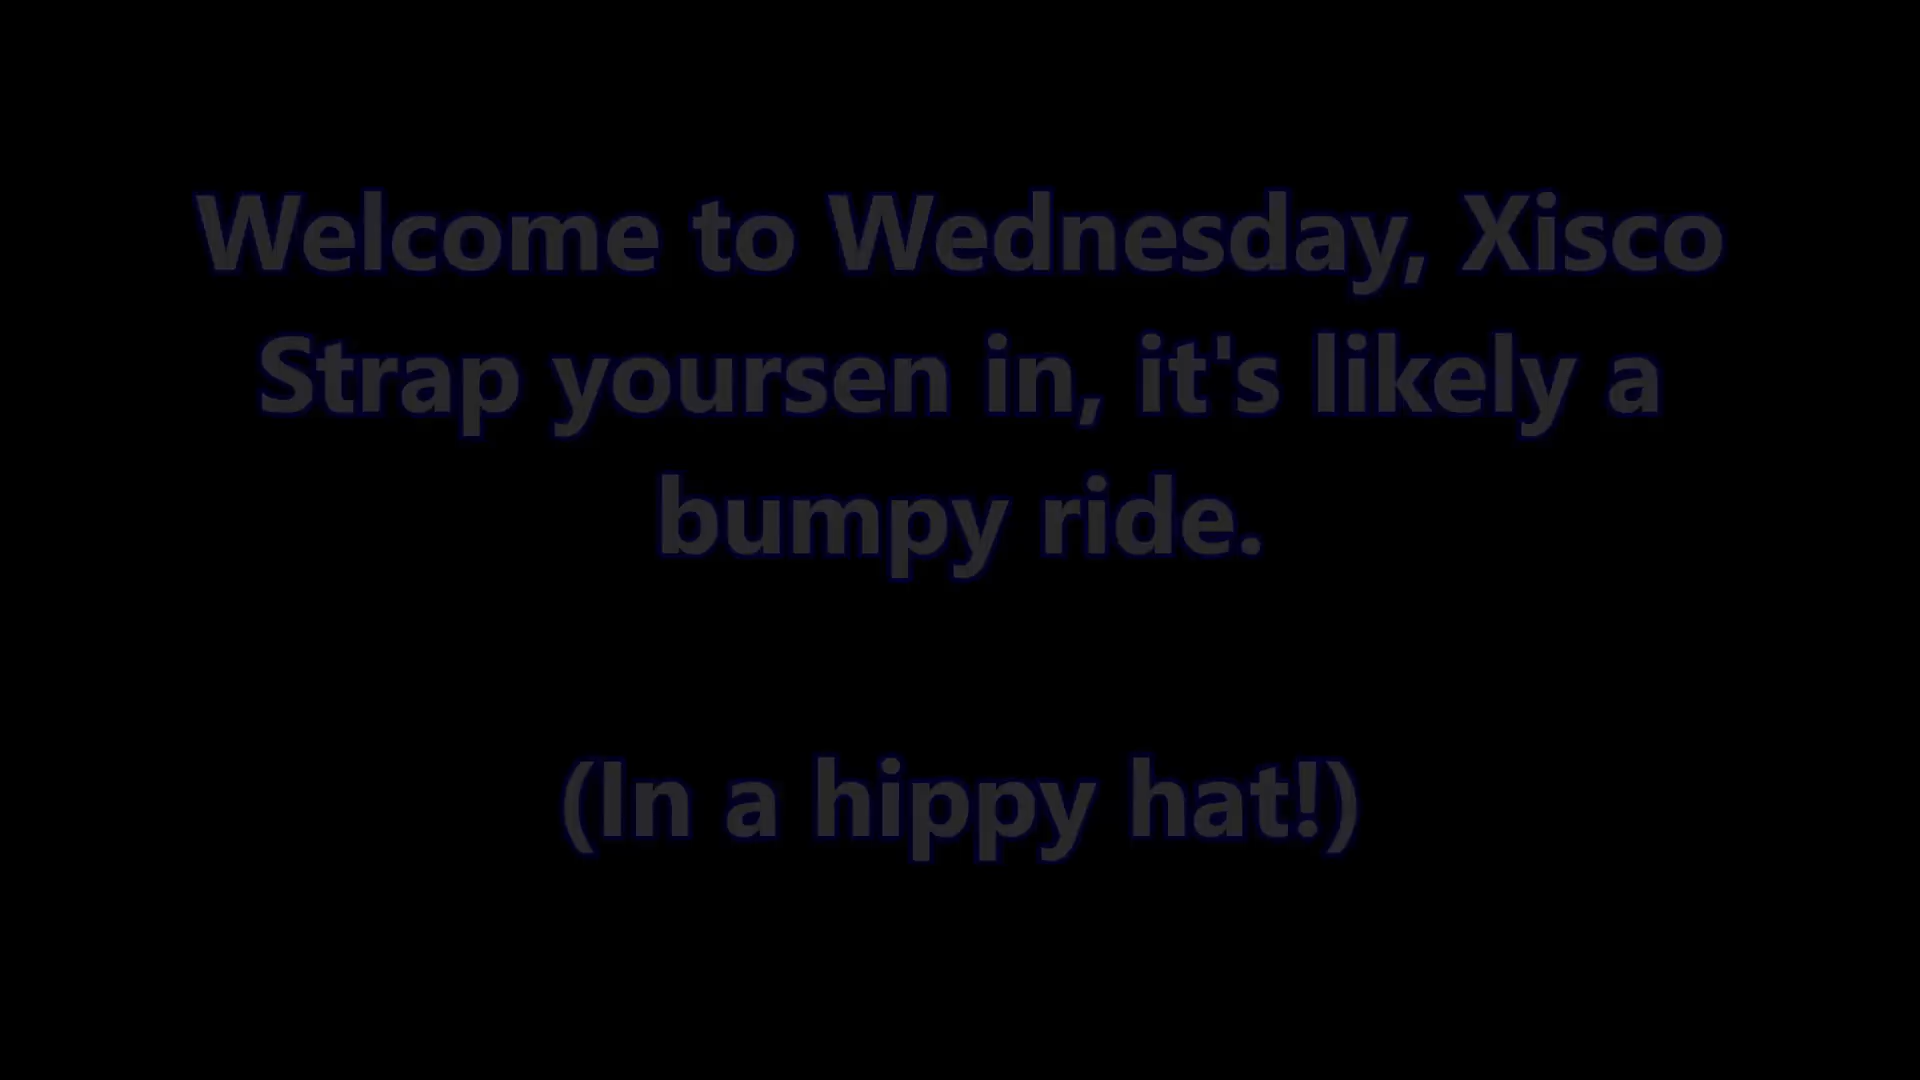 Welcome to Wednesday, Xisco
Strap yoursen in, it's likely a
bumpy ride.
(In a hippy hat!)